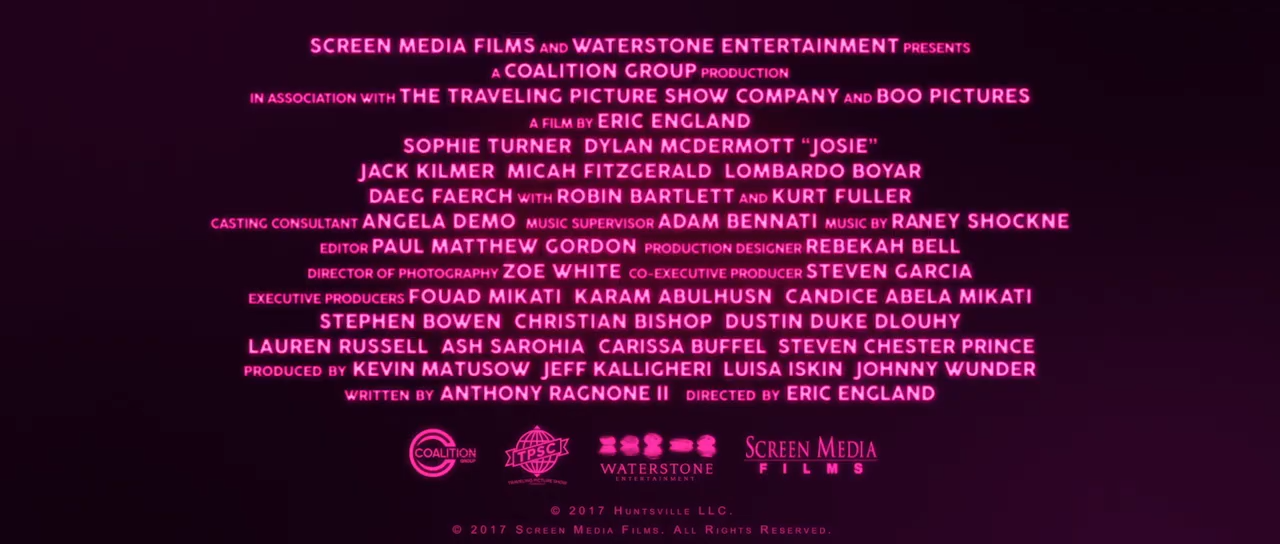 SCREEN MEDIA FILMS AND WATERSTONE ENTERTAINMENT PRESENTS
A COALITION GROUP PRODUCTION
IN ASSOCIATION WITH THE TRAVELING PICTURE SHOW COMPANY AND BOO PICTURES
A FILM BY ERIC ENGLAND
SOPHIE TURNER DYLAN MCDERMOTT “JOSIE”
JACK KILMER MICAH FITZGERALD LOMBARDO BOYAR
DAEG FAERCH WITH ROBIN BARTLETT AND KURT FULLER
CASTING CONSULTANT ANGELA DEMO MUSIC SUPERVISOR ADAM BENNATI MUSIC BY RANEY SHOCKNE
EDITOR PAUL MATTHEW GORDON PRODUCTION DESIGNER REBEKAH BELL
DIRECTOR OF PHOTOGRAPHY ZOE WHITE CO-EXECUTIVE PRODUCER STEVEN GARCIA
EXECUTIVE PRODUCERS FOUAD MIKATI KARAM ABULHUSN CANDICE ABELA MIKATI
STEPHEN BOWEN CHRISTIAN BISHOP DUSTIN DUKE DLOUHY
LAUREN RUSSELL ASH SAROHIA CARISSA BUFFEL STEVEN CHESTER PRINCE
PRODUCED BY KEVIN MATUSOW JEFF KALLIGHERI LUISA ISKIN JOHNNY WUNDER
WRITTEN BY ANTHONY RAGNONE II DIRECTED BY ERIC ENGLAND
COALITION GROUP
TPSC
TRAVELING PICTURE SHOW
WATERSTONE
ENTERTAINMENT
SCREEN MEDIA
FILMS
© 2017 HUNTSVILLE LLC.
© 2017 SCREEN MEDIA FILMS. ALL RIGHTS RESERVED.